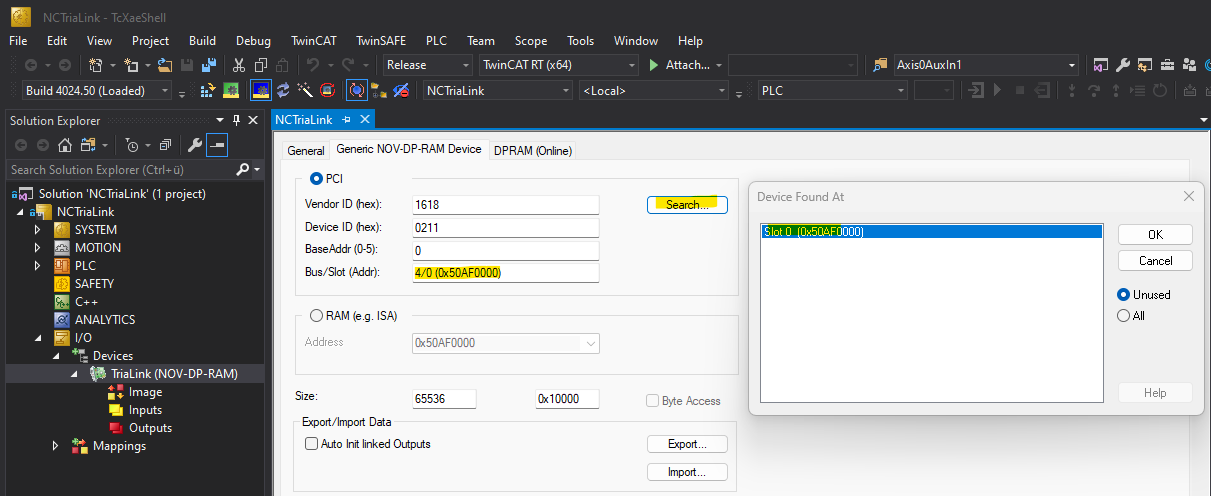 NCTriaLink - TcXaeShell
File Edit View Project Build Debug TwinCAT TwinSAFE PLC Team Scope Tools Window Help
Release TwinCAT RT (x64) Attach... Axis0AuxIn1
Build 4024.50 (Loaded) NCTriaLink <Local> PLC
Solution Explorer
Search Solution Explorer (Ctrl+ü)
Solution 'NCTriaLink' (1 project)
NCTriaLink
SYSTEM
MOTION
PLC
SAFETY
C++
ANALYTICS
I/O
Devices
TriaLink (NOV-DP-RAM)
Image
Inputs
Outputs
Mappings
NCTriaLink
General Generic NOV-DP-RAM Device DPRAM (Online)
PCI
Vendor ID (hex): 1618 Search...
Device ID (hex): 0211
BaseAddr (0-5): 0
Bus/Slot (Addr): 4/0 (0x50AF0000)
RAM (e.g. ISA)
Address 0x50AF0000
Size: 65536 0x10000 Byte Access
Export/Import Data
Auto Init linked Outputs Export...
Import...
Device Found At
Slot 0 (0x50AF0000) OK
Cancel
Unused
All
Help